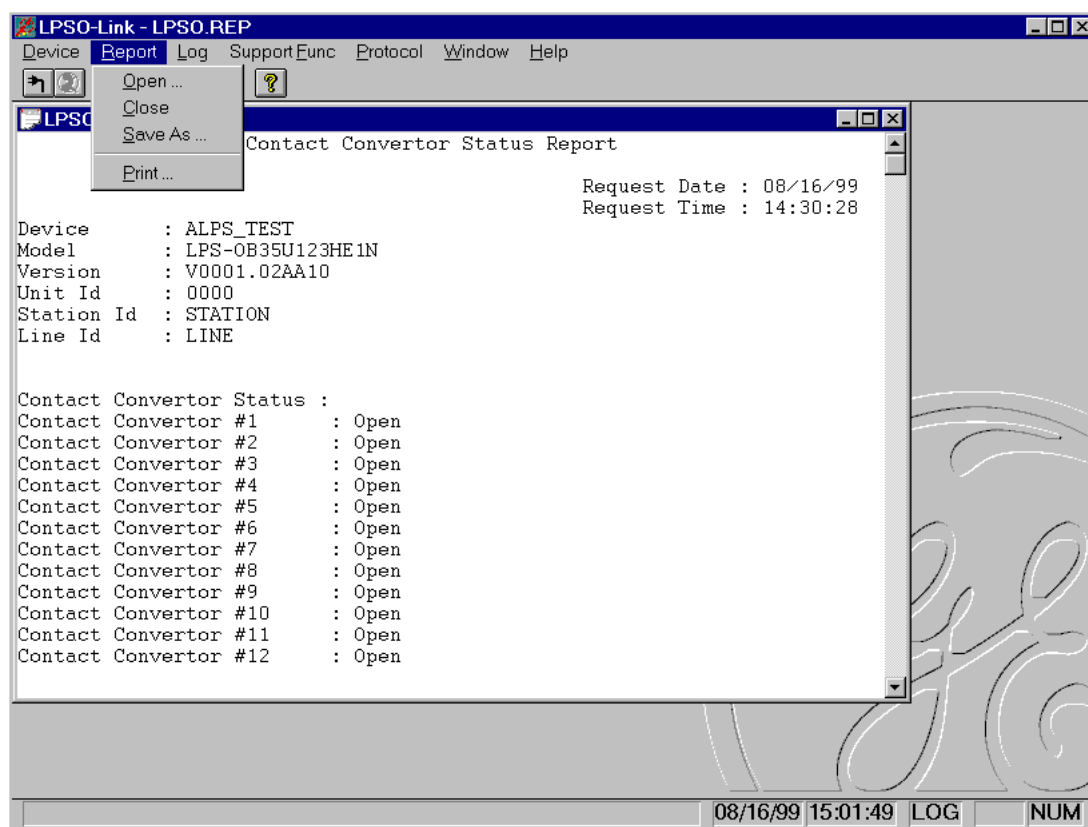 LPSO-Link - LPSO.REP
Device Report Log Support Func Protocol Window Help
Open ...
Close
Save As ...
Print ...
LPSO
Contact Convertor Status Report
Request Date : 08/16/99
Request Time : 14:30:28
Device : ALPS_TEST
Model : LPS-OB35U123HE1N
Version : V0001.02AA10
Unit Id : 0000
Station Id : STATION
Line Id : LINE
Contact Convertor Status :
Contact Convertor #1 : Open
Contact Convertor #2 : Open
Contact Convertor #3 : Open
Contact Convertor #4 : Open
Contact Convertor #5 : Open
Contact Convertor #6 : Open
Contact Convertor #7 : Open
Contact Convertor #8 : Open
Contact Convertor #9 : Open
Contact Convertor #10 : Open
Contact Convertor #11 : Open
Contact Convertor #12 : Open
08/16/99 15:01:49 LOG NUM